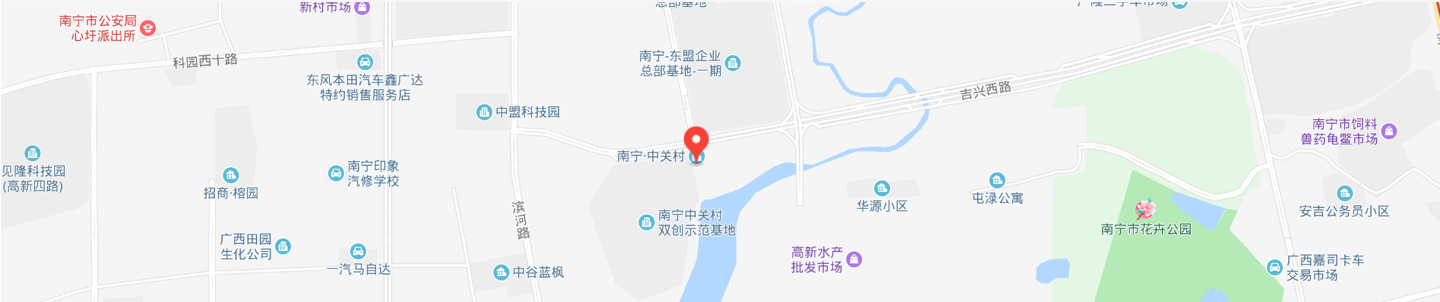 新村市场
总部基地
广隆二手车市场
南宁市公安局
心圩派出所
科园西十路
东风本田汽车鑫广达
特约销售服务店
南宁-东盟企业
总部基地-一期
吉兴西路
中盟科技园
南宁市饲料
兽药龟鳖市场
南宁·中关村
见隆科技园
(高新四路)
南宁印象
汽修学校
招商·榕园
华源小区
屯渌公寓
安吉公务员小区
滨河路
南宁中关村
双创示范基地
南宁市花卉公园
广西田园
生化公司
高新水产
批发市场
一汽马自达
中谷蓝枫
广西嘉司卡车
交易市场